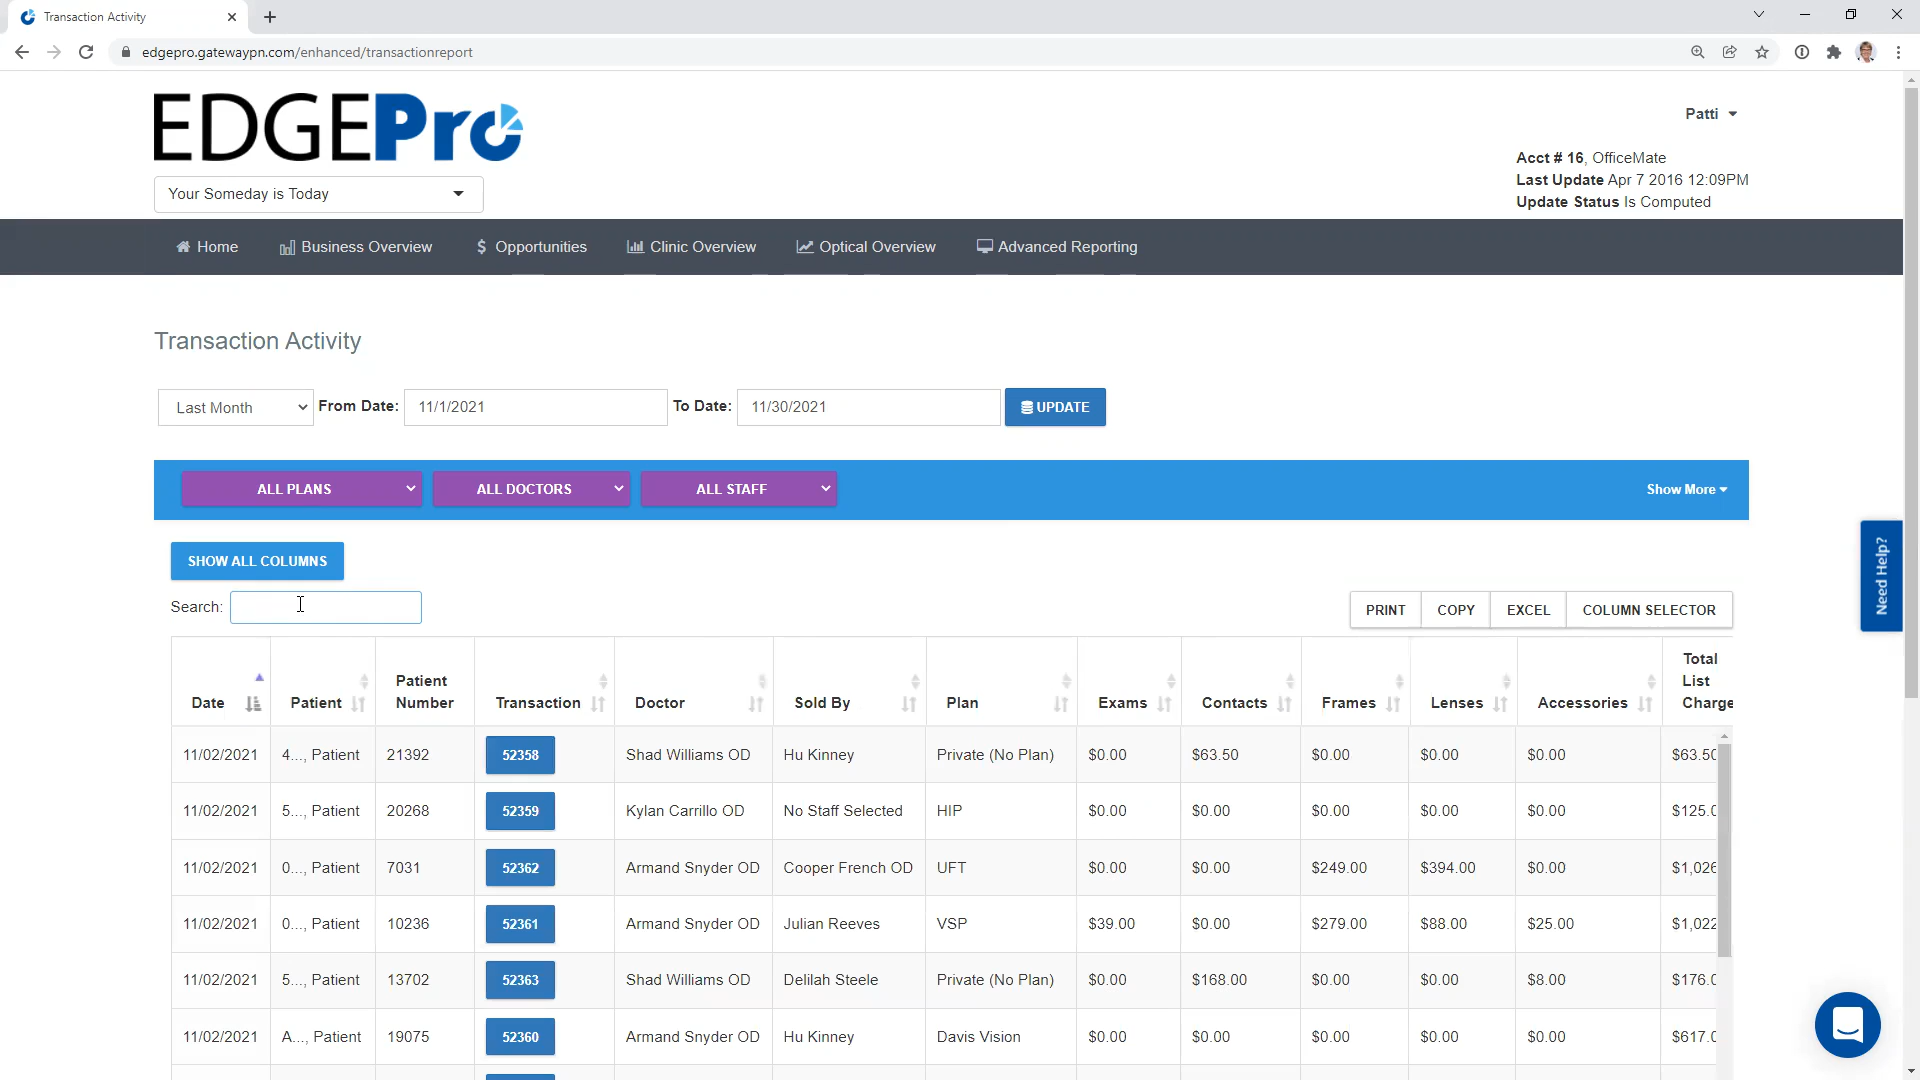 Transaction Activity
edgepro.gatewaypn.com/enhanced/transactionreport
EDGEPro
Patti
Acct # 16, OfficeMate
Last Update Apr 7 2016 12:09PM
Update Status Is Computed
Your Someday is Today
Home Business Overview $ Opportunities Clinic Overview Optical Overview Advanced Reporting
Transaction Activity
Last Month From Date: 11/1/2021 To Date: 11/30/2021 UPDATE
ALL PLANS ALL DOCTORS ALL STAFF Show More
Need Help?
SHOW ALL COLUMNS
Search: PRINT COPY EXCEL COLUMN SELECTOR
Date Patient Patient Number Transaction Doctor Sold By Plan Exams Contacts Frames Lenses Accessories Total List Charge
11/02/2021 4..., Patient 21392 52358 Shad Williams OD Hu Kinney Private (No Plan) $0.00 $63.50 $0.00 $0.00 $0.00 $63.50
11/02/2021 5..., Patient 20268 52359 Kylan Carrillo OD No Staff Selected HIP $0.00 $0.00 $0.00 $0.00 $0.00 $125.0
11/02/2021 0..., Patient 7031 52362 Armand Snyder OD Cooper French OD UFT $0.00 $0.00 $249.00 $394.00 $0.00 $1,026
11/02/2021 0..., Patient 10236 52361 Armand Snyder OD Julian Reeves VSP $39.00 $0.00 $279.00 $88.00 $25.00 $1,022
11/02/2021 5..., Patient 13702 52363 Shad Williams OD Delilah Steele Private (No Plan) $0.00 $168.00 $0.00 $0.00 $8.00 $176.0
11/02/2021 A..., Patient 19075 52360 Armand Snyder OD Hu Kinney Davis Vision $0.00 $0.00 $0.00 $0.00 $0.00 $617.0